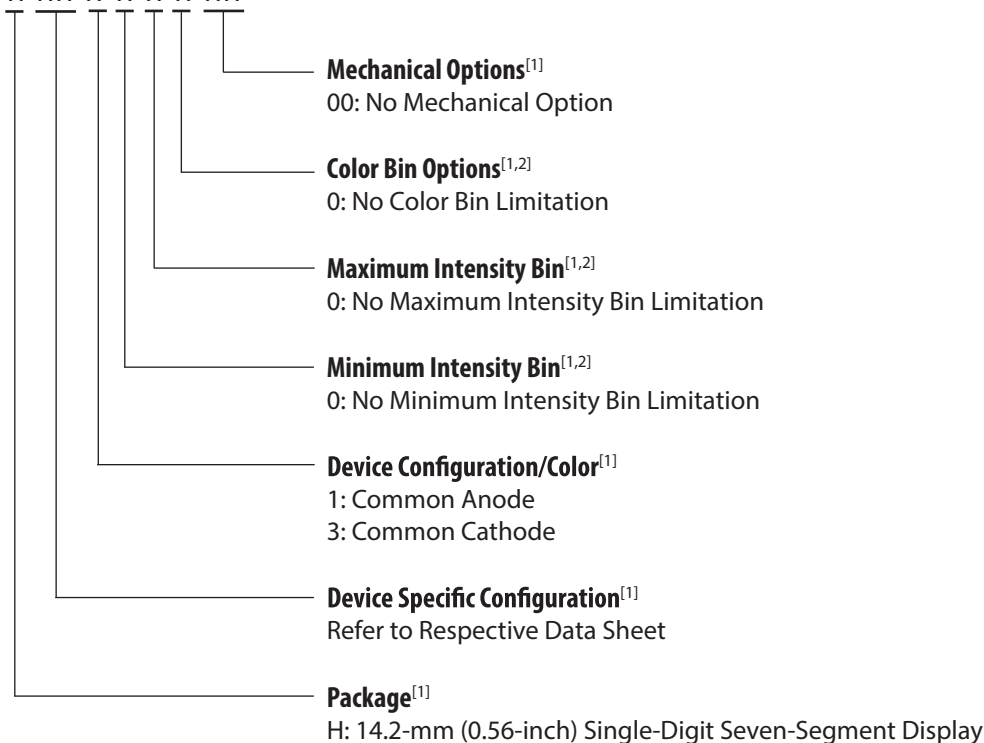 Mechanical Options[1]
00: No Mechanical Option
Color Bin Options[1,2]
0: No Color Bin Limitation
Maximum Intensity Bin[1,2]
0: No Maximum Intensity Bin Limitation
Minimum Intensity Bin[1,2]
0: No Minimum Intensity Bin Limitation
Device Configuration/Color[1]
1: Common Anode
3: Common Cathode
Device Specific Configuration[1]
Refer to Respective Data Sheet
Package[1]
H: 14.2-mm (0.56-inch) Single-Digit Seven-Segment Display